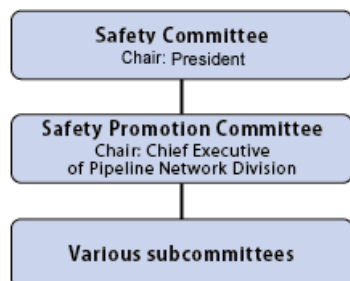 Safety Committee
Chair: President
Safety Promotion Committee
Chair: Chief Executive
of Pipeline Network Division
Various subcommittees